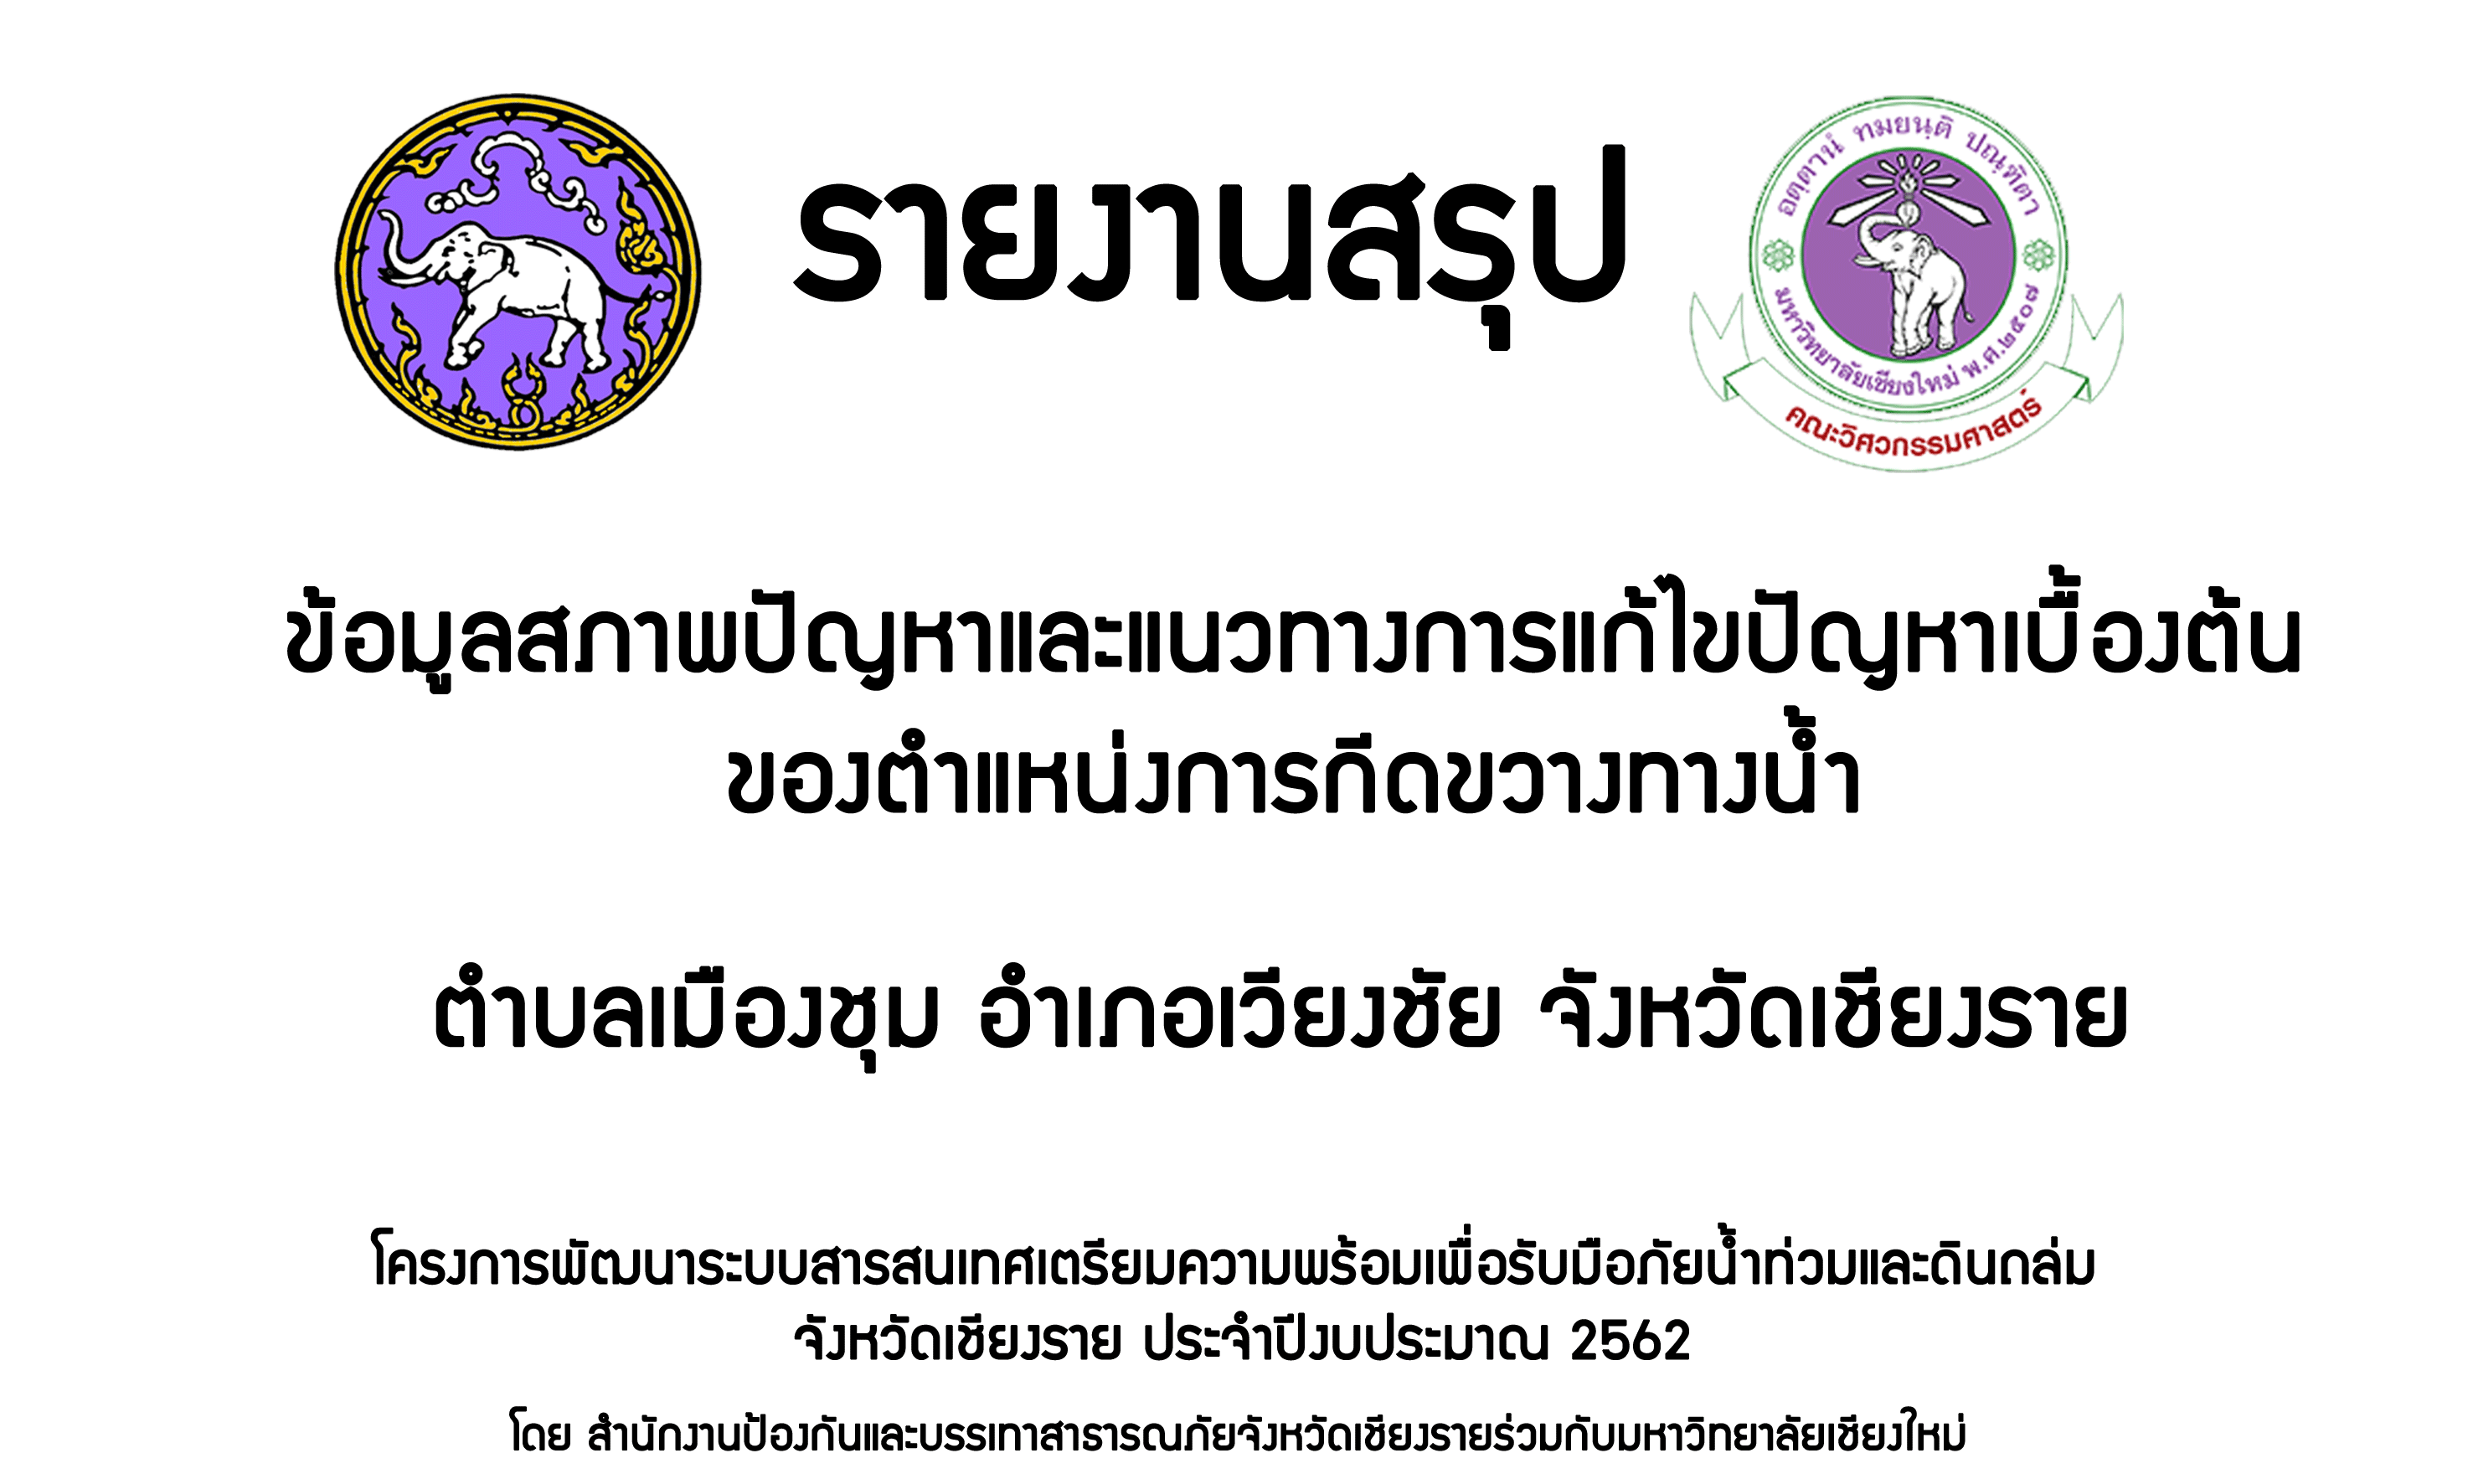 รายงานสรุป
อตฺตานํ ทมยนฺติ ปณฺฑิตา
มหาวิทยาลัยเชียงใหม่ พ.ศ.๒๕๐๗
คณะวิศวกรรมศาสตร์
ข้อมูลสภาพปัญหาและแนวทางการแก้ไขปัญหาเบื้องต้น
ของตำแหน่งการกีดขวางทางน้ำ
ตำบลเมืองชุม อำเภอเวียงชัย จังหวัดเชียงราย
โครงการพัฒนาระบบสารสนเทศเตรียมความพร้อมเพื่อรับมือภัยน้ำท่วมและดินถล่ม
จังหวัดเชียงราย ประจำปีงบประมาณ 2562
โดย สำนักงานป้องกันและบรรเทาสาธารณภัยจังหวัดเชียงรายร่วมกับมหาวิทยาลัยเชียงใหม่